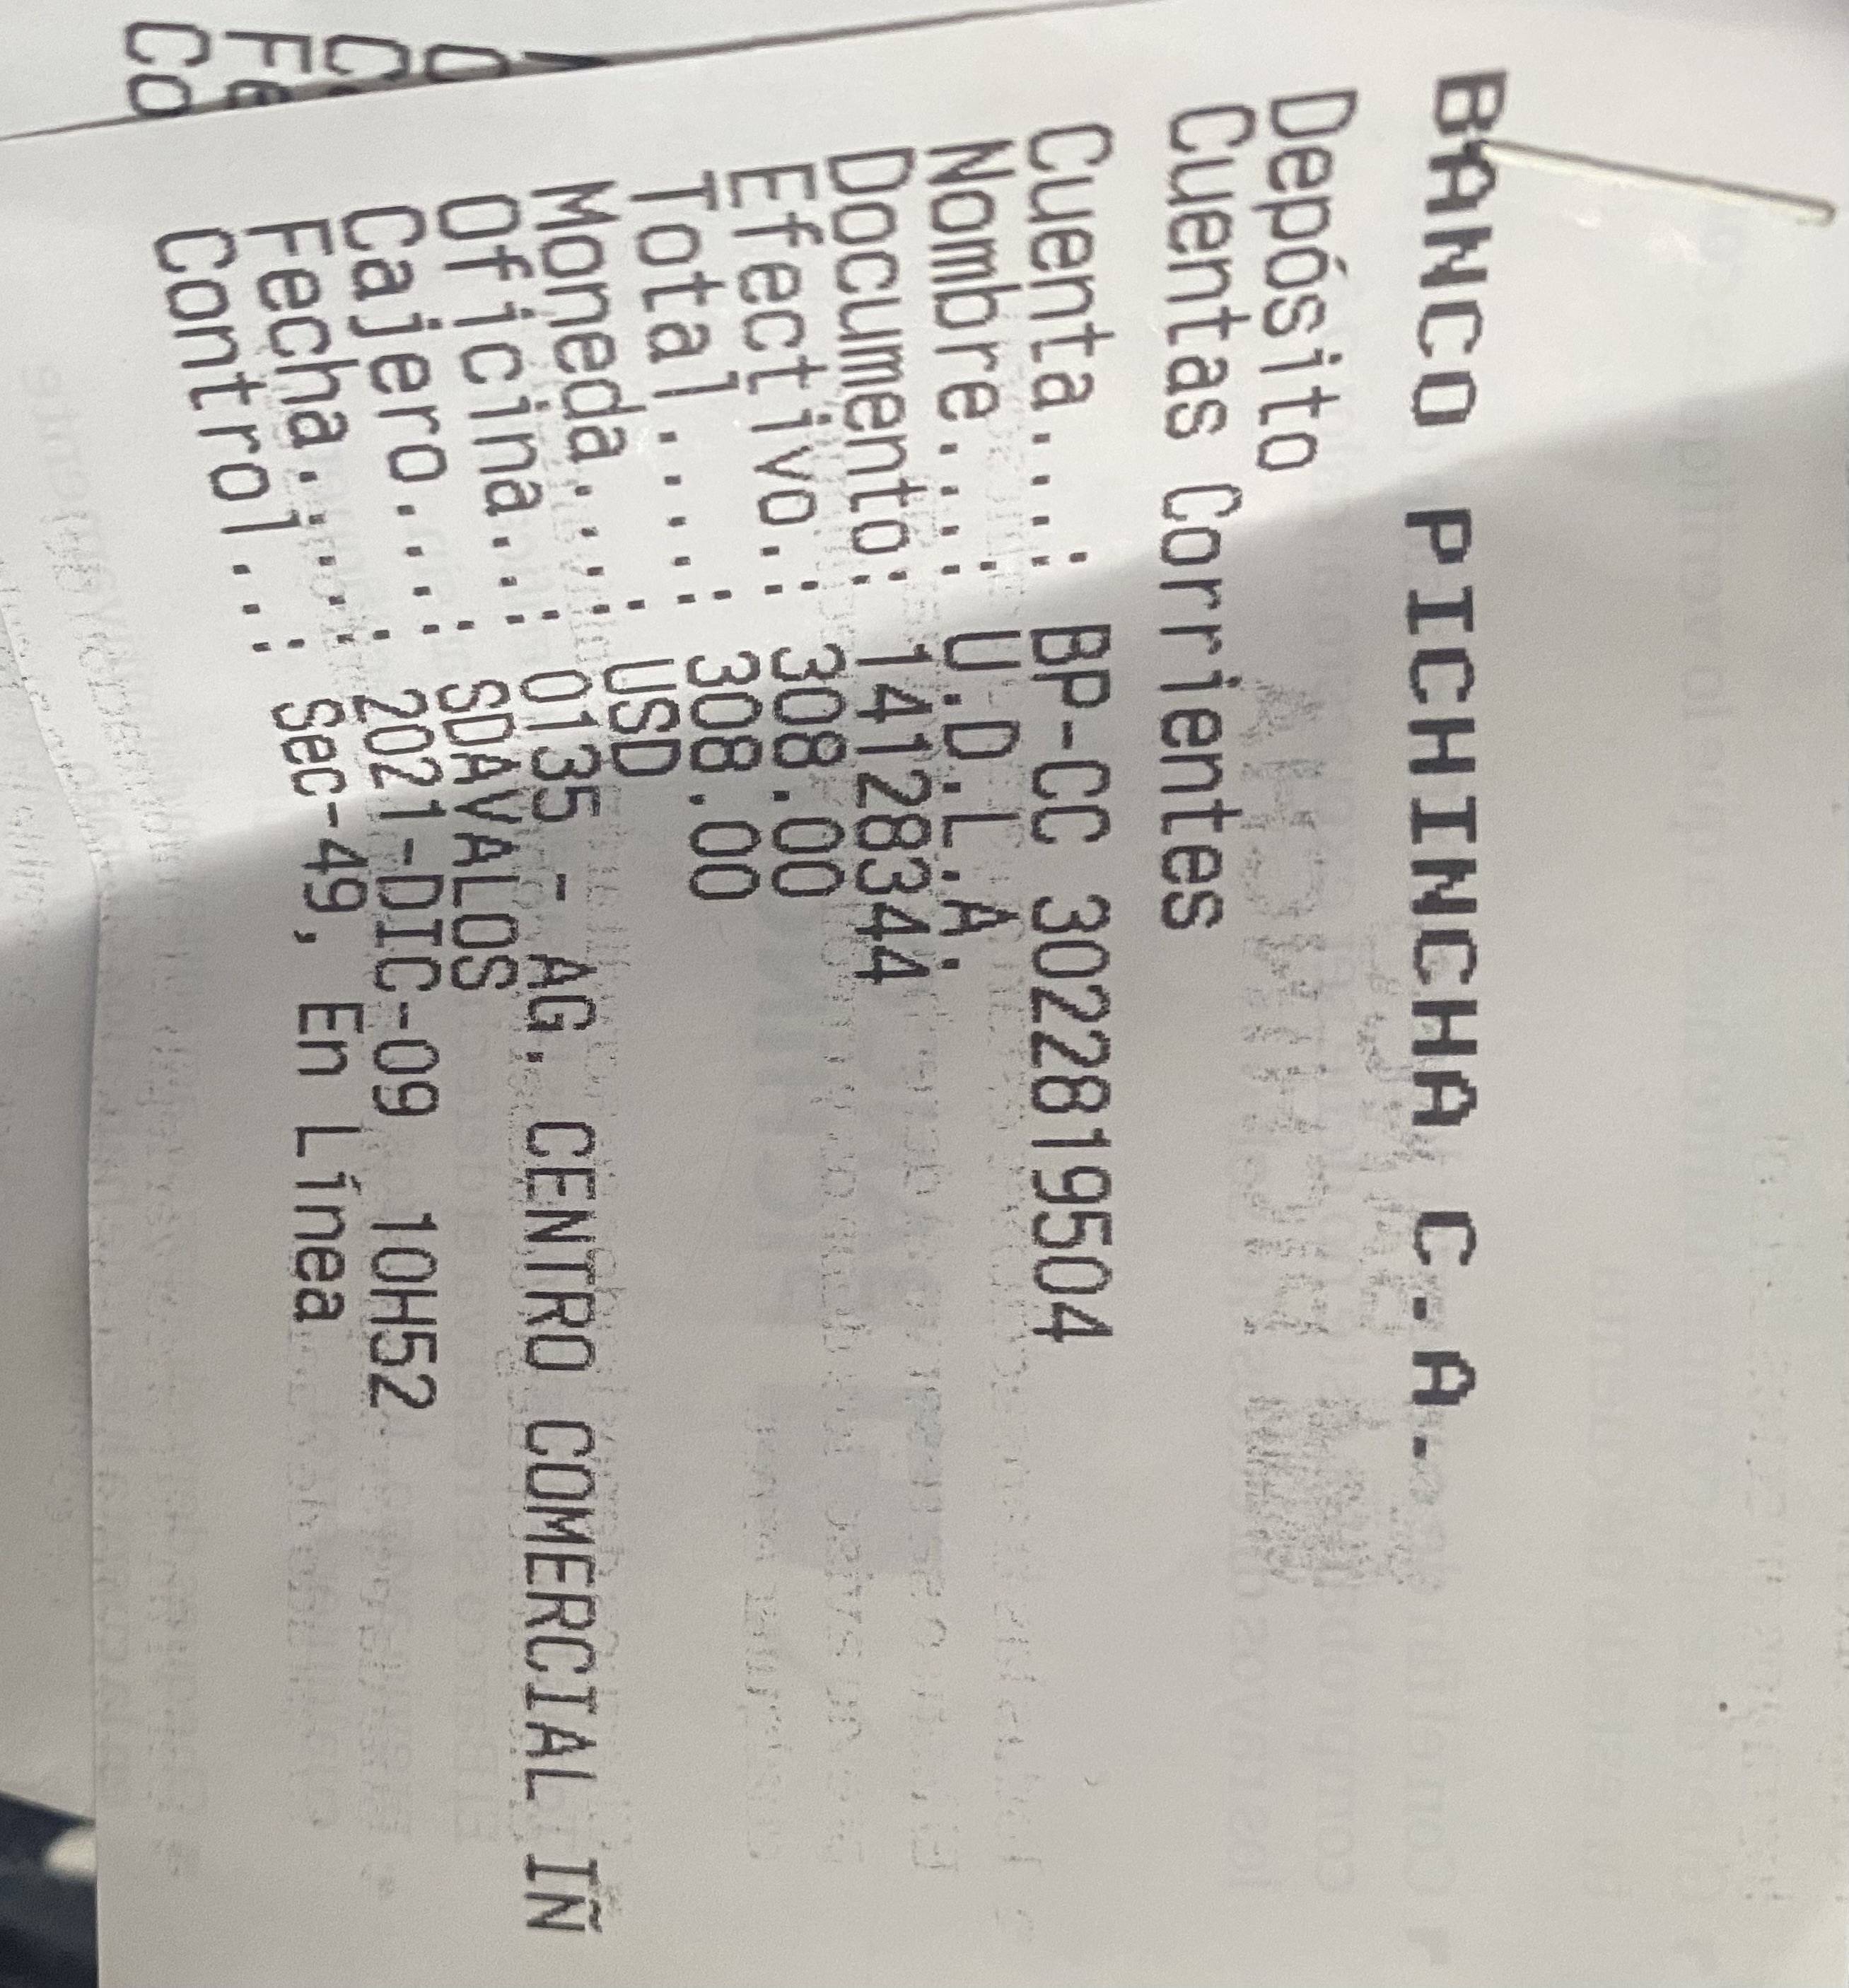 BANCO PICHINCHA C.A.
Depósito
Cuentas Corrientes
Cuenta....: BP-CC 3022819504
Nombre....: U.D.L.A.
Documento: 141283444
Efectivo..: 308.00
Total.....: 308.00
Moneda....: USD
Oficina...: 0135 - AG. CENTRO COMERCIAL IÑ
Cajero....: SDAVALOS
Fecha.....: 2021-DIC-09 10H52
Control...: Sec-49, En Línea